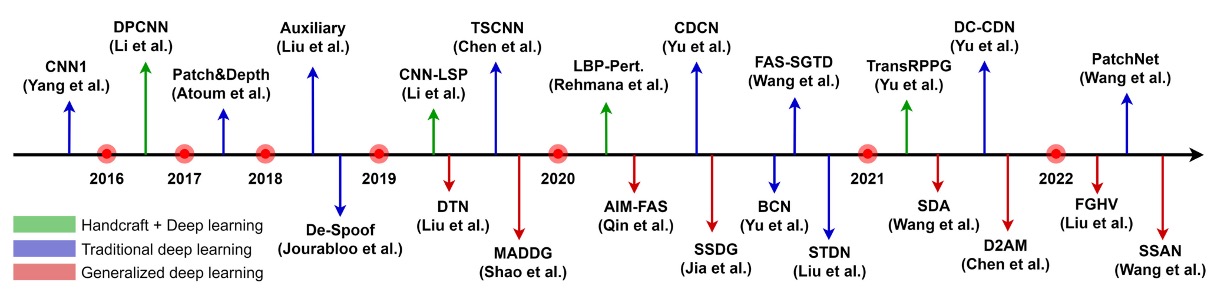 CNN1
(Yang et al.)
DPCNN
(Li et al.)
Patch&Depth
(Atoum et al.)
Auxiliary
(Liu et al.)
CNN-LSP
(Li et al.)
TSCNN
(Chen et al.)
LBP-Pert.
(Rehmana et al.)
CDCN
(Yu et al.)
FAS-SGTD
(Wang et al.)
TransRPPG
(Yu et al.)
DC-CDN
(Yu et al.)
PatchNet
(Wang et al.)
2016
2017
2018
2019
2020
2021
2022
De-Spoof
(Jourabloo et al.)
DTN
(Liu et al.)
MADDG
(Shao et al.)
AIM-FAS
(Qin et al.)
SSDG
(Jia et al.)
BCN
(Yu et al.)
STDN
(Liu et al.)
SDA
(Wang et al.)
D2AM
(Chen et al.)
FGHV
(Liu et al.)
SSAN
(Wang et al.)
Handcraft + Deep learning
Traditional deep learning
Generalized deep learning